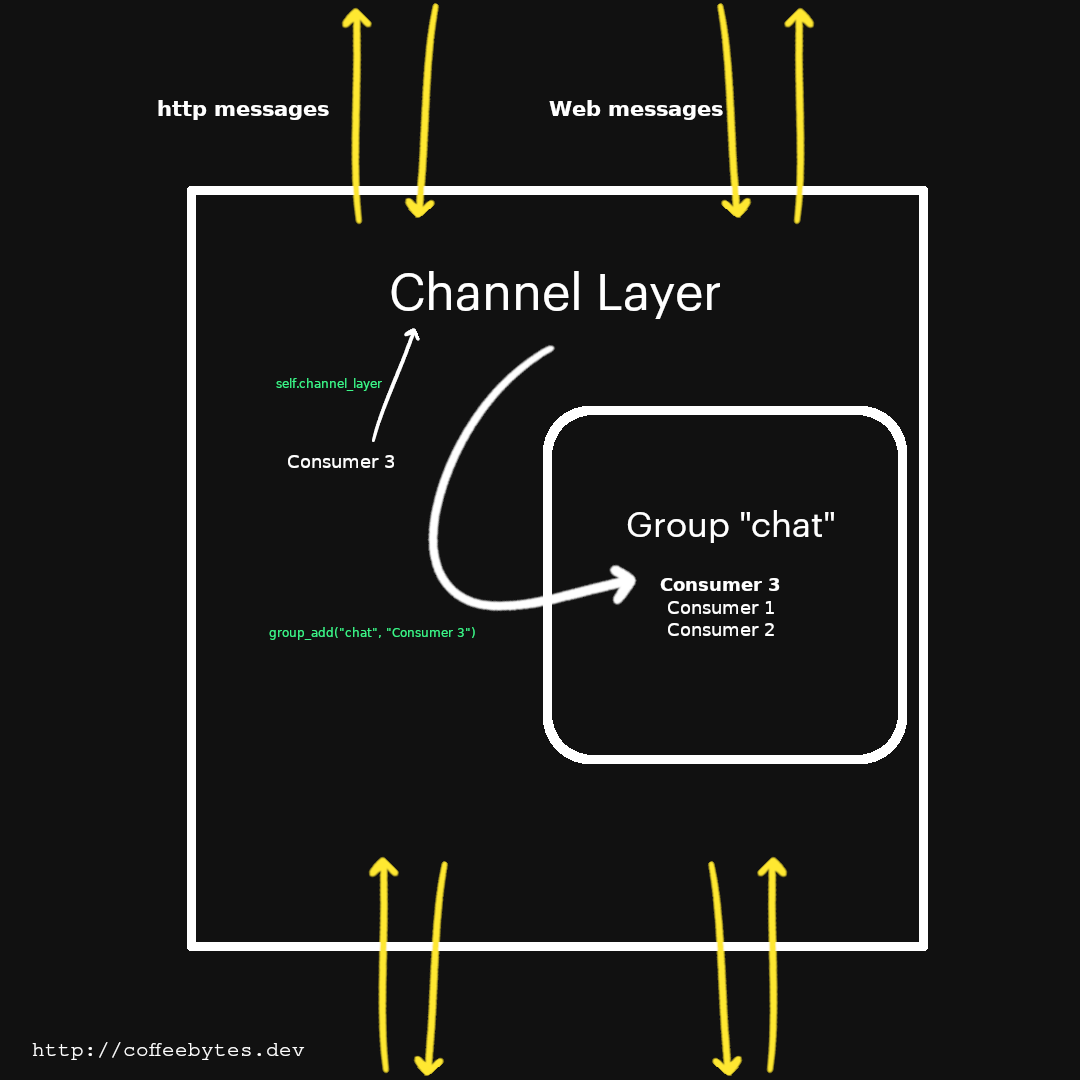 http messages
Web messages
Channel Layer
self.channel_layer
Consumer 3
Group "chat"
Consumer 3
Consumer 1
Consumer 2
group_add("chat", "Consumer 3")
http://coffeebytes.dev